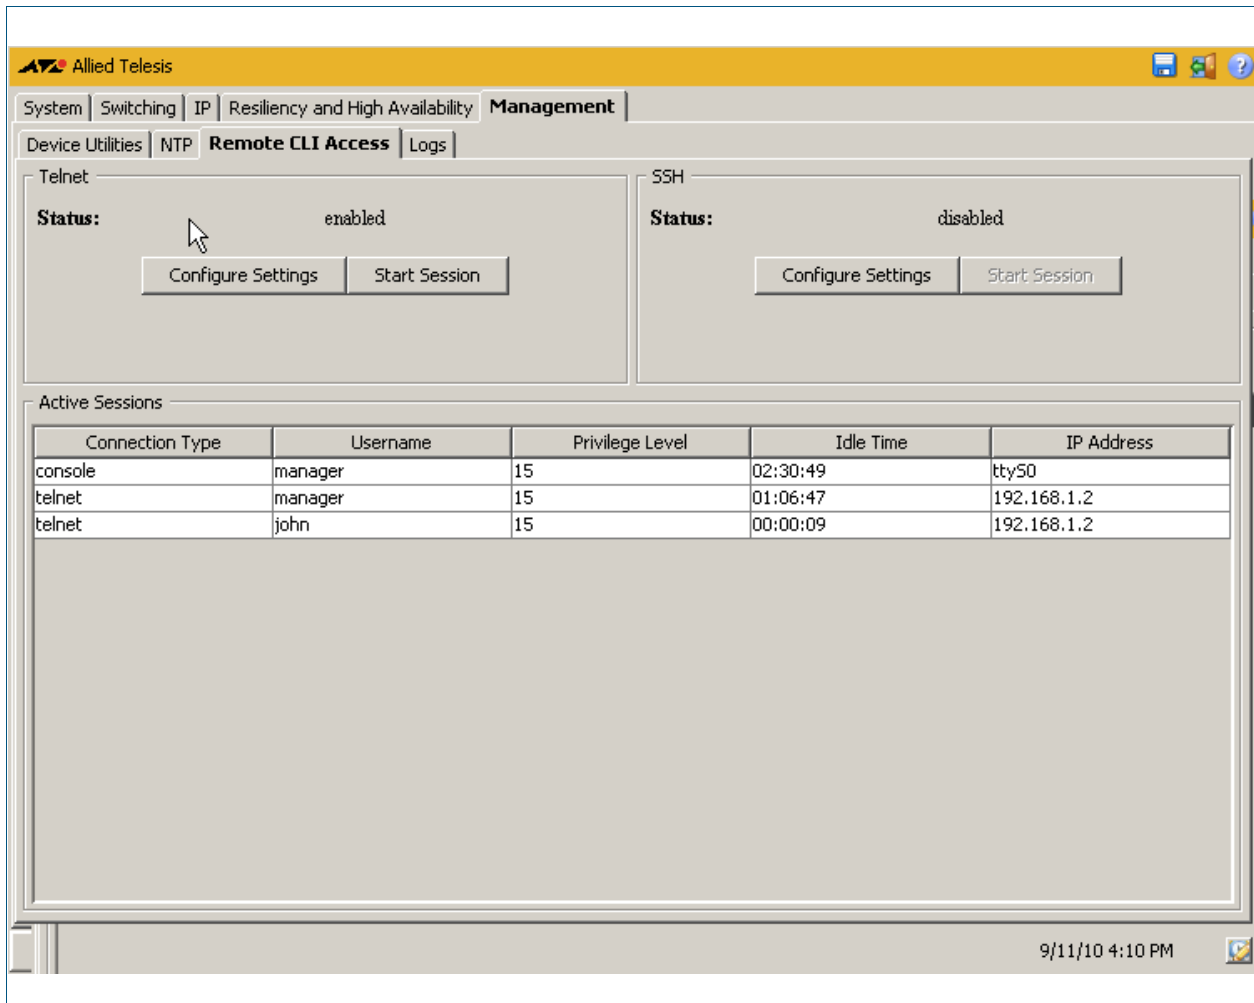 Allied Telesis
System Switching IP Resiliency and High Availability Management
Device Utilities NTP Remote CLI Access Logs
Telnet
Status: enabled
Configure Settings Start Session
SSH
Status: disabled
Configure Settings Start Session
Active Sessions
Connection Type Username Privilege Level Idle Time IP Address
console manager 15 02:30:49 ttyS0
telnet manager 15 01:06:47 192.168.1.2
telnet john 15 00:00:09 192.168.1.2
9/11/10 4:10 PM